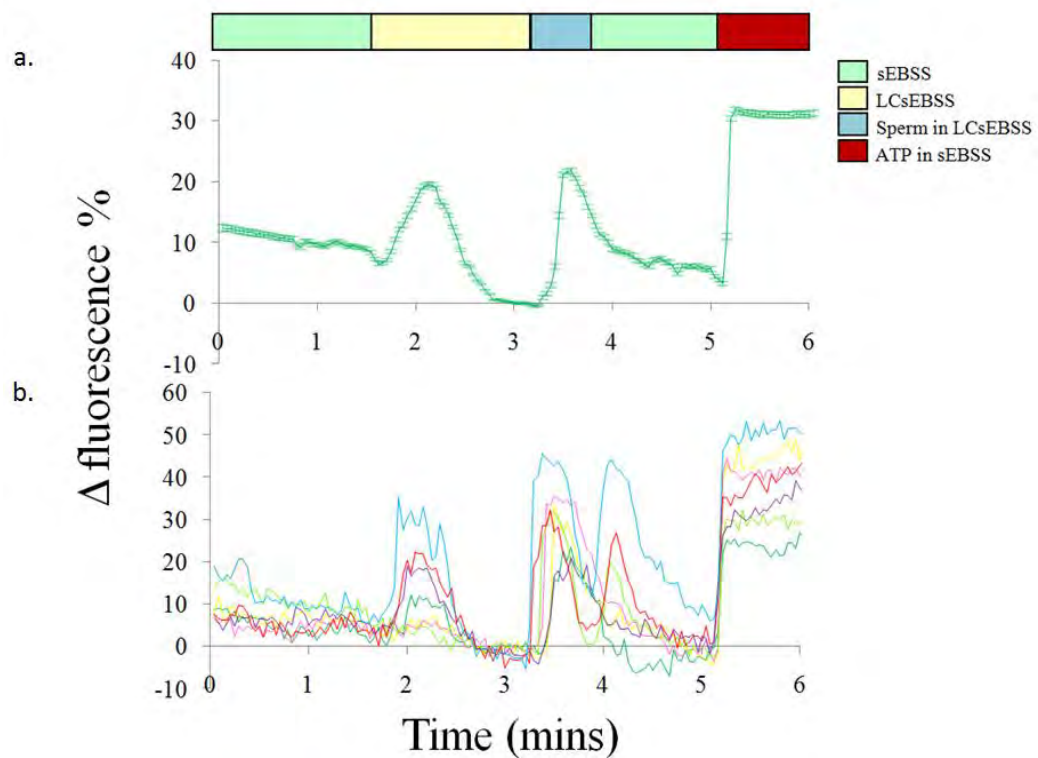 a.
sEBSS
LCsEBSS
Sperm in LCsEBSS
ATP in sEBSS
Δ fluorescence %
40
30
20
10
0
-10
0 1 2 3 4 5 6
b.
60
50
40
30
20
10
0
-10
0 1 2 3 4 5 6
Time (mins)